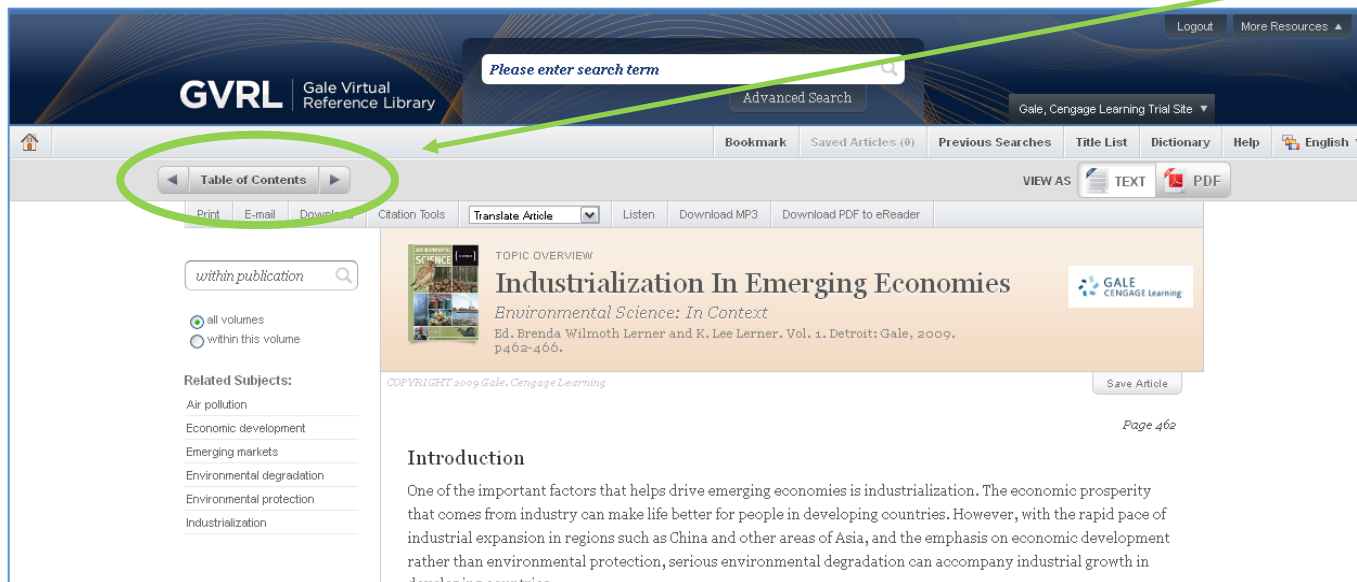 Logout More Resources ▲
Please enter search term
GVRL Gale Virtual
Reference Library
Advanced Search
Gale, Cengage Learning Trial Site ▼
Bookmark Saved Articles (0) Previous Searches Title List Dictionary Help English
Table of Contents
VIEW AS TEXT PDF
Print E-mail Download Citation Tools Translate Article Listen Download MP3 Download PDF to eReader
within publication
all volumes
within this volume
Related Subjects:
Air pollution
Economic development
Emerging markets
Environmental degradation
Environmental protection
Industrialization
SCIENCE
TOPIC OVERVIEW
Industrialization In Emerging Economies
Environmental Science: In Context
Ed. Brenda Wilmoth Lerner and K. Lee Lerner. Vol. 1. Detroit: Gale, 2009.
p462-466.
GALE
CENGAGE Learning
COPYRIGHT 2009 Gale, Cengage Learning
Save Article
Page 462
Introduction
One of the important factors that helps drive emerging economies is industrialization. The economic prosperity
that comes from industry can make life better for people in developing countries. However, with the rapid pace of
industrial expansion in regions such as China and other areas of Asia, and the emphasis on economic development
rather than environmental protection, serious environmental degradation can accompany industrial growth in
developing countries